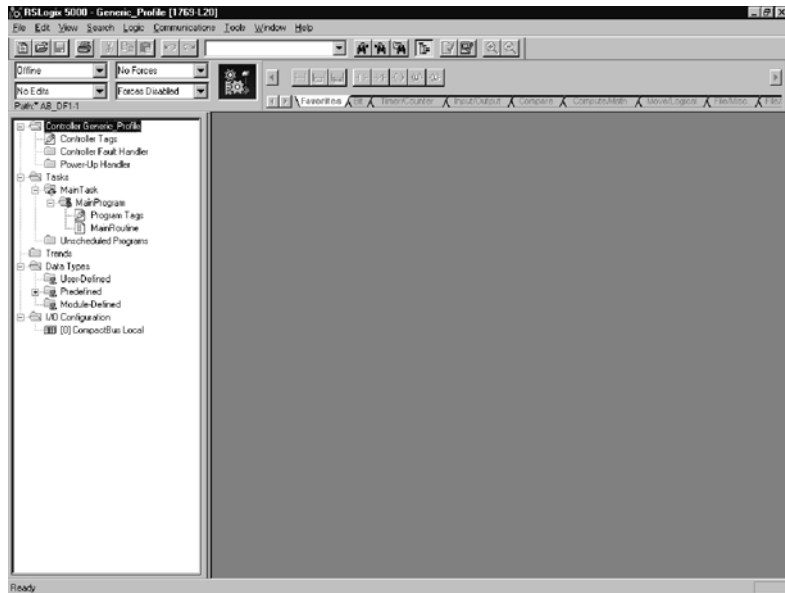 RSLogix 5000 - Generic_Profile [1769-L20]
File Edit View Search Logic Communications Tools Window Help
Offline No Forces
No Edits Forces Disabled
Path: AB_DF1-1
Favorites Bit Timer/Counter Input/Output Compare Compute/Math Move/Logical File/Misc. File/
Controller Generic_Profile
Controller Tags
Controller Fault Handler
Power-Up Handler
Tasks
MainTask
MainProgram
Program Tags
MainRoutine
Unscheduled Programs
Trends
Data Types
User-Defined
Predefined
Module-Defined
I/O Configuration
[0] CompactBus Local
Ready